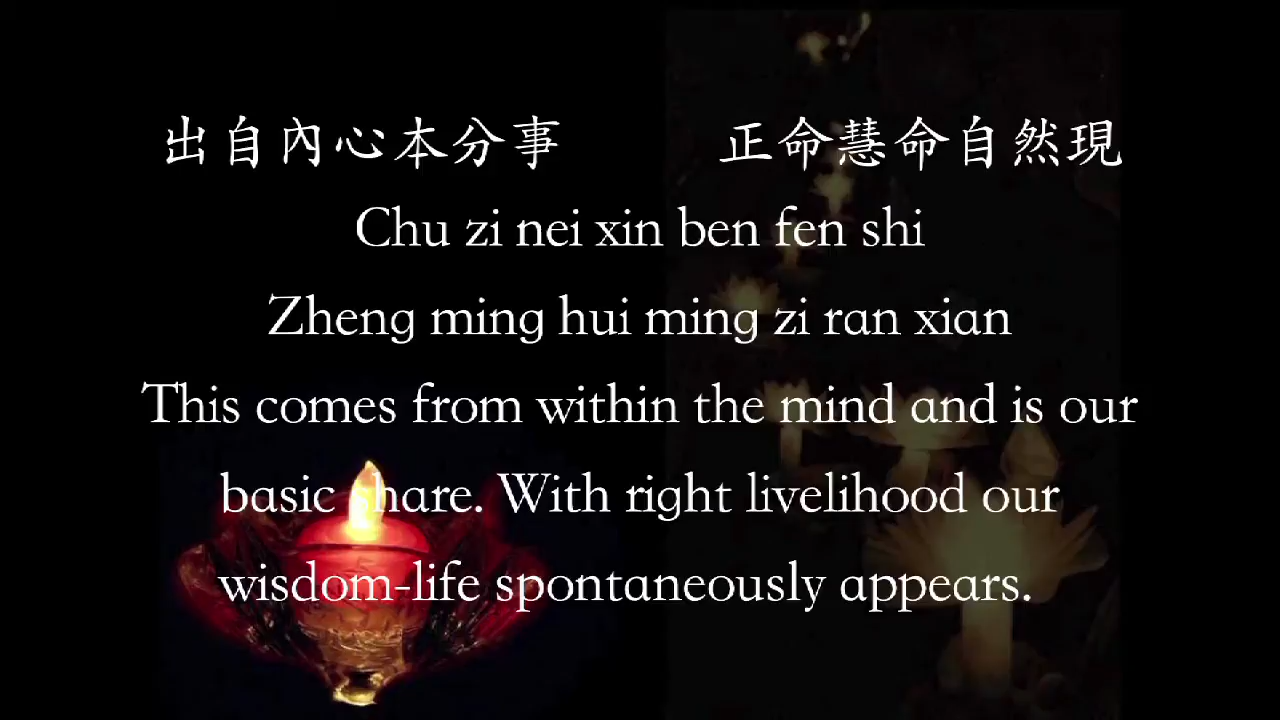 出自內心本分事 正命慧命自然現
Chu zi nei xin ben fen shi
Zheng ming hui ming zi ran xian
This comes from within the mind and is our
basic share. With right livelihood our
wisdom-life spontaneously appears.